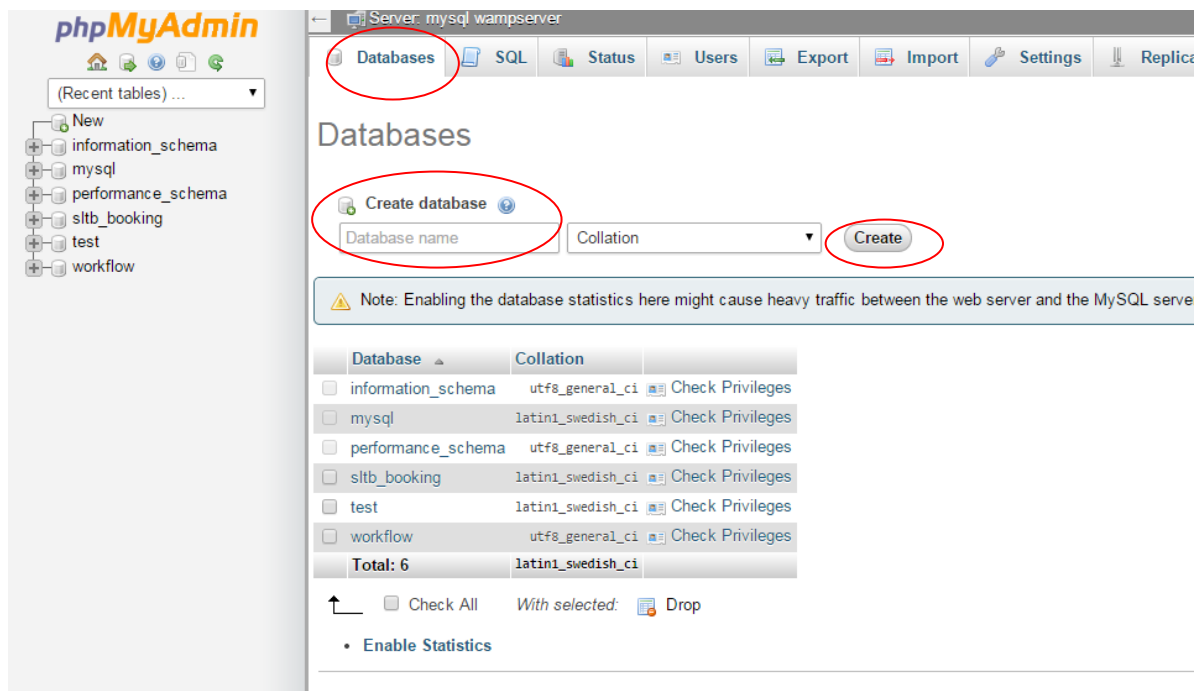 phpMyAdmin
(Recent tables) ...
New
information_schema
mysql
performance_schema
sltb_booking
test
workflow
Server: mysql wampserver
Databases SQL Status Users Export Import Settings Replica
Databases
Create database
Database name Collation Create
Note: Enabling the database statistics here might cause heavy traffic between the web server and the MySQL serve
Database Collation
information_schema utf8_general_ci Check Privileges
mysql latin1_swedish_ci Check Privileges
performance_schema utf8_general_ci Check Privileges
sltb_booking latin1_swedish_ci Check Privileges
test latin1_swedish_ci Check Privileges
workflow utf8_general_ci Check Privileges
Total: 6 latin1_swedish_ci
Check All With selected: Drop
• Enable Statistics